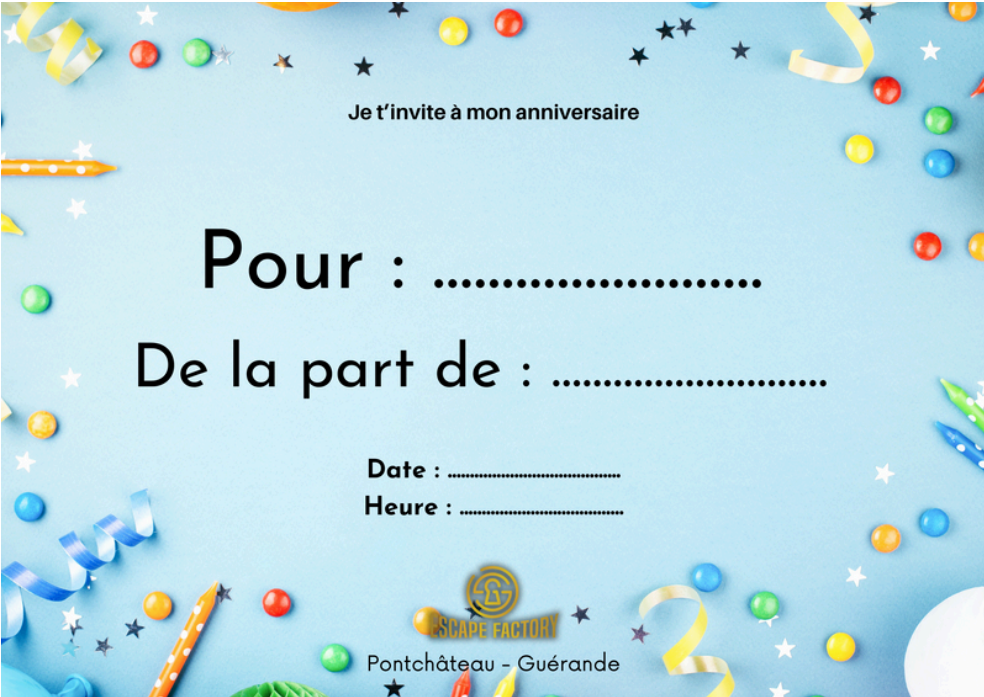 Je t’invite à mon anniversaire
Pour : ........................
De la part de : ...........................
Date : .......................................
Heure : .....................................
ESCAPE FACTORY
Pontchâteau - Guérande